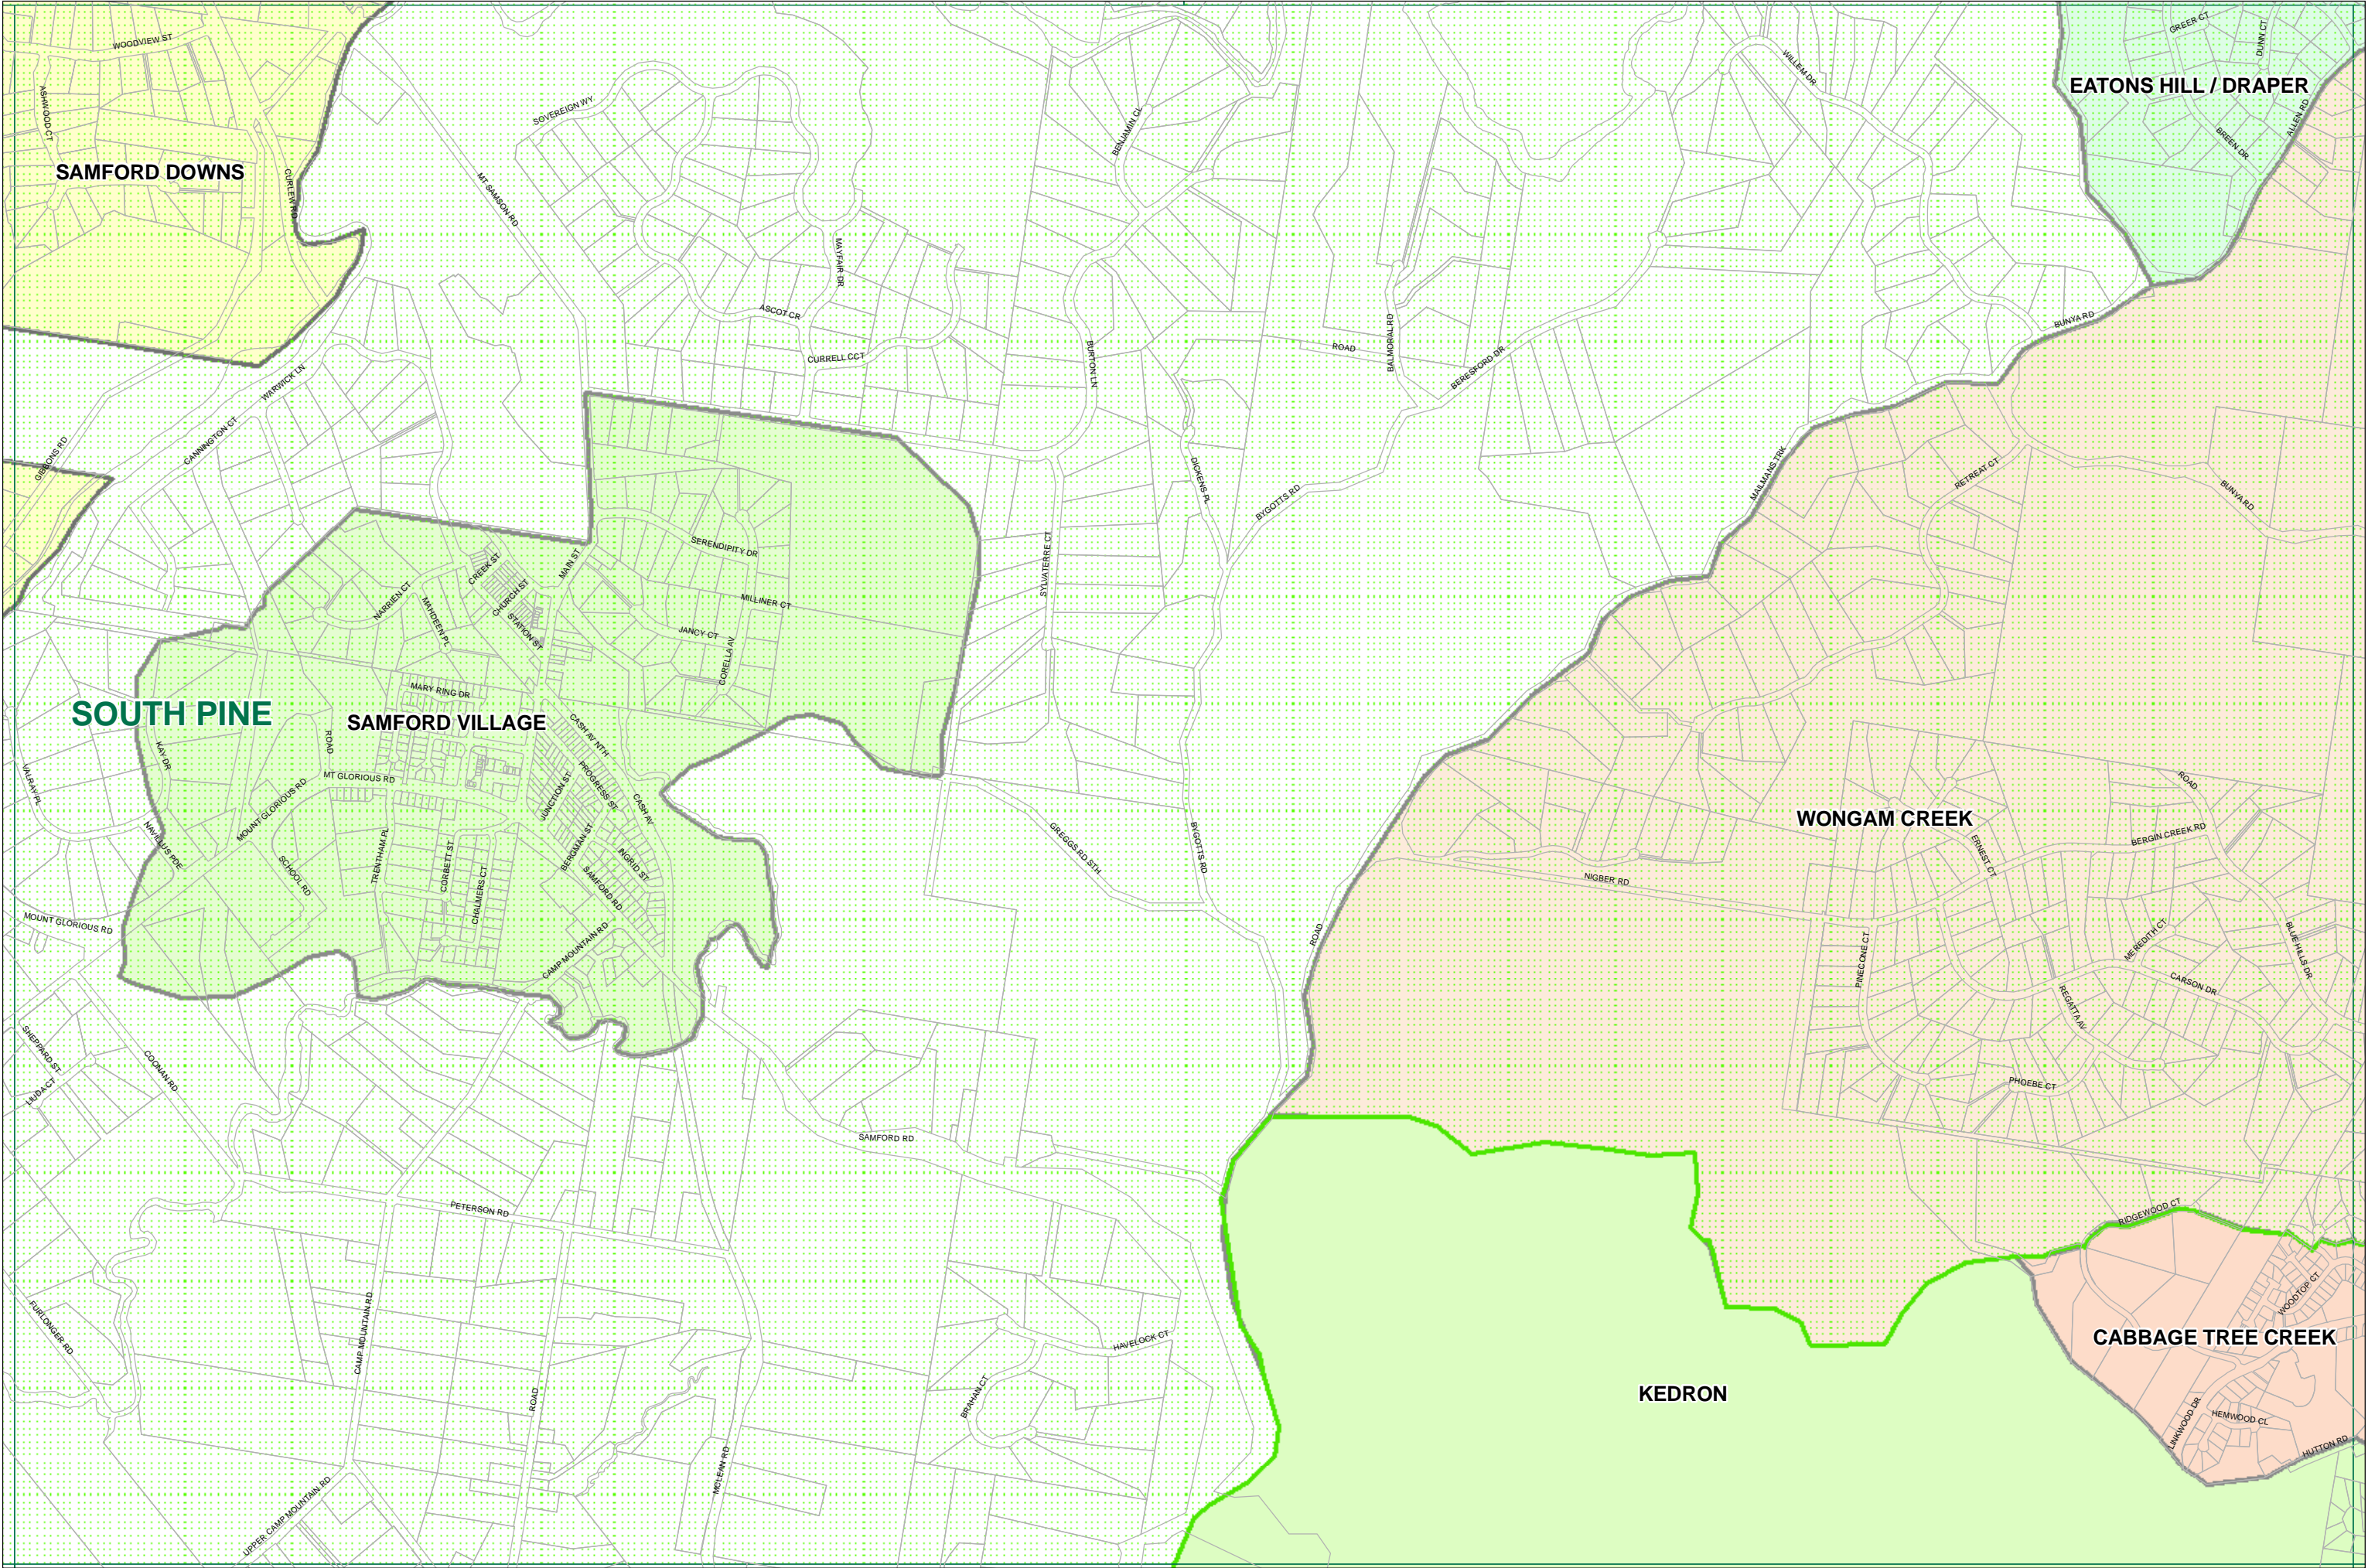 WOODVIEW ST
GREER CT
DUNN CT
SOVEREIGN WY
WILLEM DR
EATONS HILL / DRAPER
ASHWOOD CT
BENJAMIN CL
ALLEN RD
BREEN DR
SAMFORD DOWNS
CURLEW RD
MT SAMSON RD
MAYFAIR DR
ASCOT CR
BUNYA RD
ROAD
BALMORAL RD
CURRELL CCT
BURTON LN
BERESFORD DR
WARWICK LN
CANNINGTON CT
GIBBONS RD
MAILMANS TRK
RETREAT CT
DICKENS PL
BYGOTTS RD
BUNYA RD
SERENDIPITY DR
MAIN ST
CREEK ST
SYLVATERRE CT
NARRIEN CT
CHURCH ST
MILLINER CT
MAHDEEN PL
STATION ST
JANCY CT
CORELLA AV
MARY RING DR
SOUTH PINE
SAMFORD VILLAGE
CASH AV NTH
ROAD
KAY DR
VALRAY PL
MT GLORIOUS RD
PROGRESS ST
JUNCTION ST
CASH AV
MOUNT GLORIOUS RD
ROAD
WONGAM CREEK
NAVILLUS PDE
BERGMAN ST
GREGGS RD STH
BYGOTTS RD
BERGIN CREEK RD
ERNEST CT
TRENTHAM PL
CORBETT ST
CHALMERS CT
SCHOOL RD
INGRID ST
SAMFORD RD
NIGBER RD
MOUNT GLORIOUS RD
CAMP MOUNTAIN RD
ROAD
PINECONE CT
MEREDITH CT
BLUE HILLS DR
CARSON DR
REGATTA AV
SHEPPARD ST
COONAN RD
LIUDA CT
PHOEBE CT
SAMFORD RD
PETERSON RD
RIDGEWOOD CT
FURLONGER RD
CAMP MOUNTAIN RD
WOODTOP CT
HAVELOCK CT
CABBAGE TREE CREEK
KEDRON
BRAHAN CT
ROAD
LINKWOOD DR
HEMWOOD CL
HUTTON RD
MCLEAN RD
UPPER CAMP MOUNTAIN RD